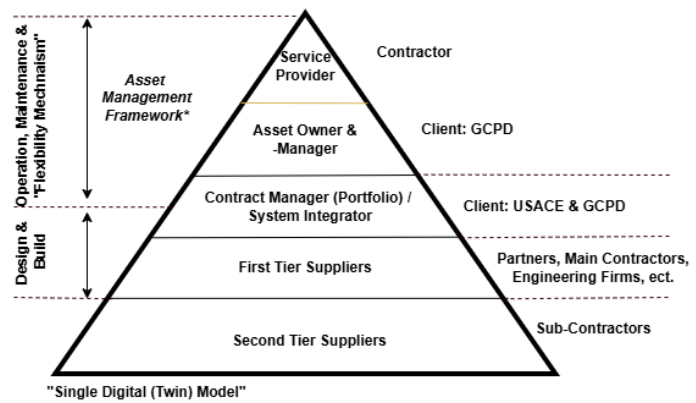 Operation, Maintenance &
"Flexibility Mechnaism"
Design &
Build
Asset
Management
Framework*
Service
Provider
Contractor
Asset Owner &
-Manager
Client: GCPD
Contract Manager (Portfolio) /
System Integrator
Client: USACE & GCPD
First Tier Suppliers
Partners, Main Contractors,
Engineering Firms, ect.
Second Tier Suppliers
Sub-Contractors
"Single Digital (Twin) Model"